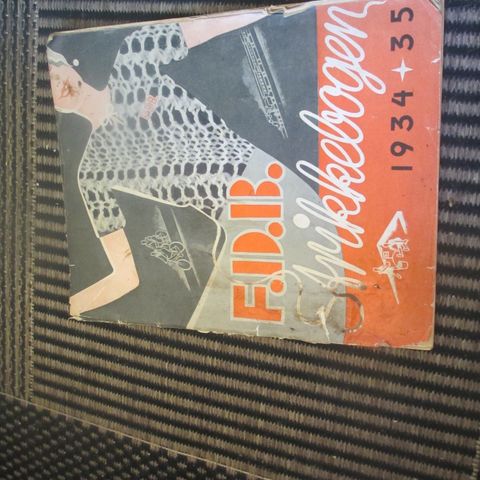 F.D.B.
Strikkebogen
1934 + 35